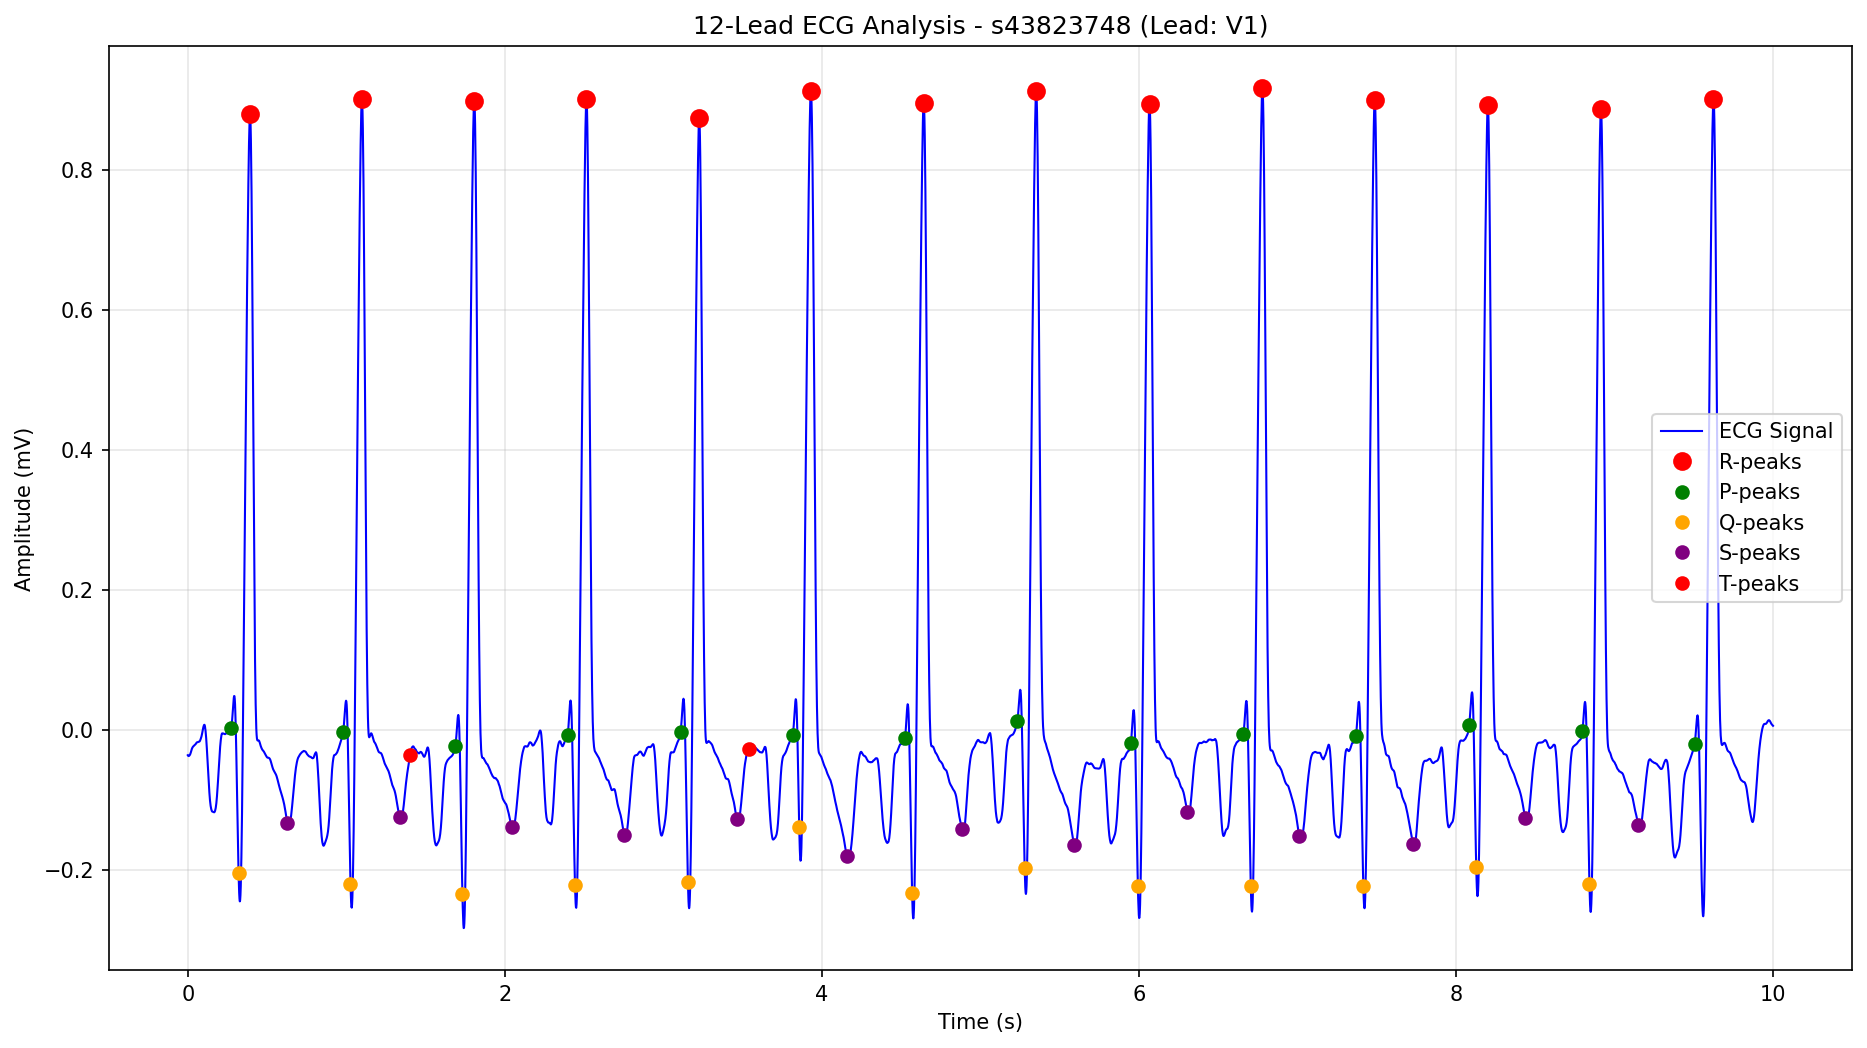 12-Lead ECG Analysis - s43823748 (Lead: V1)
Amplitude (mV)
0.8
0.6
0.4
0.2
0.0
−0.2
ECG Signal
R-peaks
P-peaks
Q-peaks
S-peaks
T-peaks
0 2 4 6 8 10
Time (s)